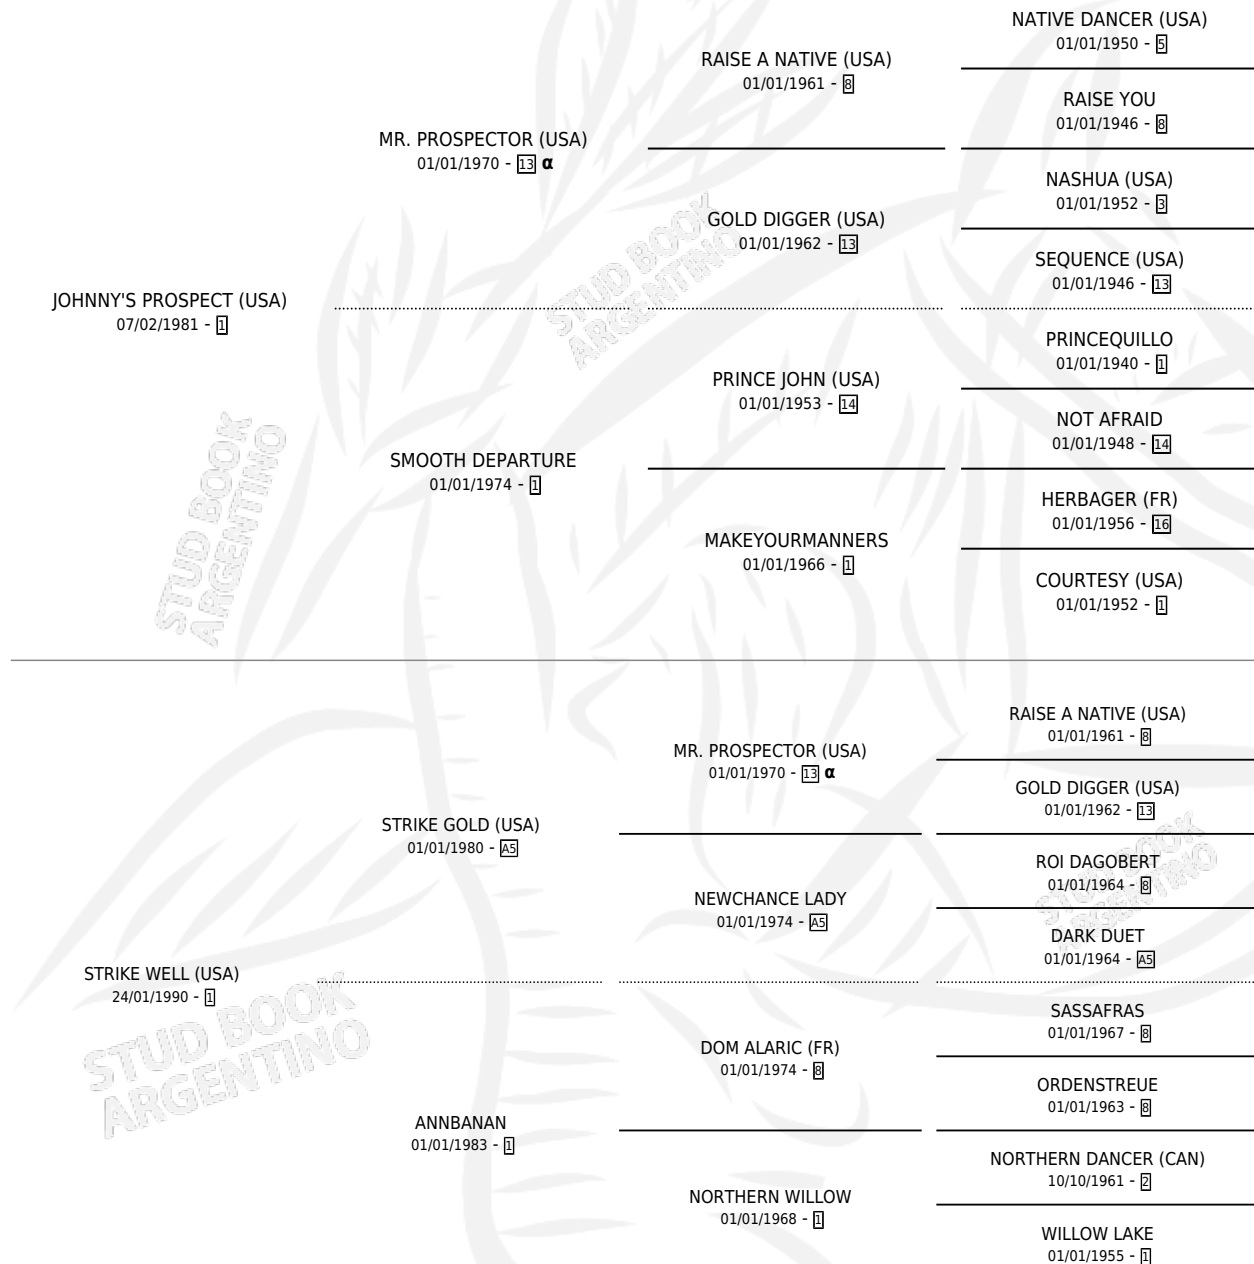 NATIVE DANCER (USA)
01/01/1950 - 5
RAISE A NATIVE (USA)
01/01/1961 - 8
RAISE YOU
01/01/1946 - 8
MR. PROSPECTOR (USA)
01/01/1970 - 13 α
NASHUA (USA)
01/01/1952 - 3
GOLD DIGGER (USA)
01/01/1962 - 13
SEQUENCE (USA)
01/01/1946 - 13
JOHNNY'S PROSPECT (USA)
07/02/1981 - 1
PRINCEQUILLO
01/01/1940 - 1
PRINCE JOHN (USA)
01/01/1953 - 14
NOT AFRAID
01/01/1948 - 14
SMOOTH DEPARTURE
01/01/1974 - 1
HERBAGER (FR)
01/01/1956 - 16
MAKEYOURMANNERS
01/01/1966 - 1
COURTESY (USA)
01/01/1952 - 1
RAISE A NATIVE (USA)
01/01/1961 - 8
MR. PROSPECTOR (USA)
01/01/1970 - 13 α
GOLD DIGGER (USA)
01/01/1962 - 13
STRIKE GOLD (USA)
01/01/1980 - A5
ROI DAGOBERT
01/01/1964 - 8
NEWCHANCE LADY
01/01/1974 - A5
DARK DUET
01/01/1964 - A5
STRIKE WELL (USA)
24/01/1990 - 1
SASSAFRAS
01/01/1967 - 8
DOM ALARIC (FR)
01/01/1974 - 8
ORDENSTREUE
01/01/1963 - 8
ANNBANAN
01/01/1983 - 1
NORTHERN DANCER (CAN)
10/10/1961 - 2
NORTHERN WILLOW
01/01/1968 - 1
WILLOW LAKE
01/01/1955 - 1
STUD BOOK
ARGENTINO
STUD BOOK
ARGENTINO
STUD BOOK
ARGENTINO
STUD BOOK
ARGENTINO